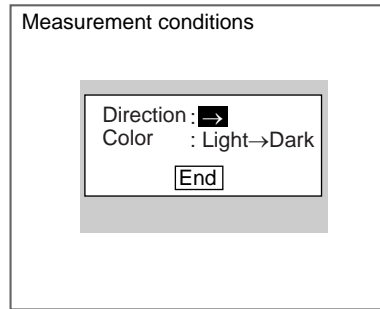 Measurement conditions
Direction : →
Color : Light→Dark
End